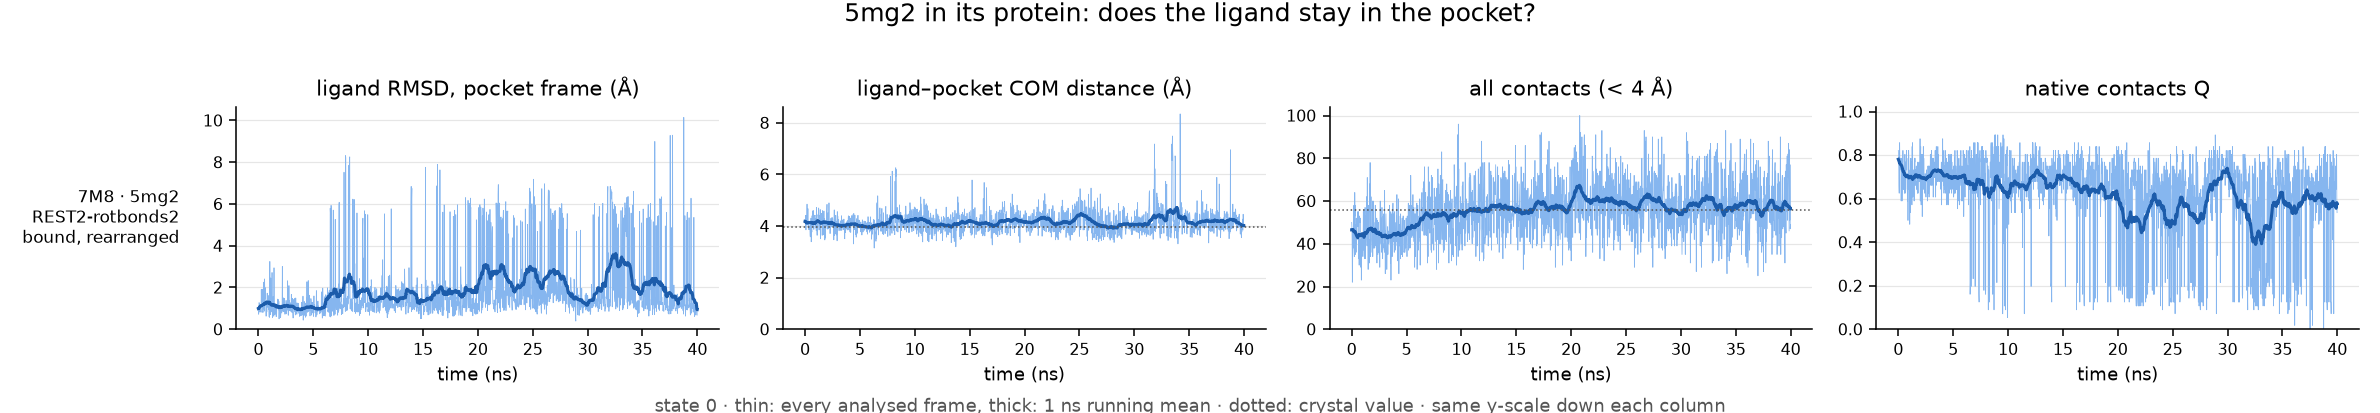 5mg2 in its protein: does the ligand stay in the pocket?
ligand RMSD, pocket frame (Å)
ligand–pocket COM distance (Å)
all contacts (< 4 Å)
native contacts Q
7M8 · 5mg2
REST2-rotbonds2
bound, rearranged
10
8
6
4
2
0
0 5 10 15 20 25 30 35 40
time (ns)
8
6
4
2
0
0 5 10 15 20 25 30 35 40
time (ns)
100
80
60
40
20
0
0 5 10 15 20 25 30 35 40
time (ns)
1.0
0.8
0.6
0.4
0.2
0.0
0 5 10 15 20 25 30 35 40
time (ns)
state 0 · thin: every analysed frame, thick: 1 ns running mean · dotted: crystal value · same y-scale down each column